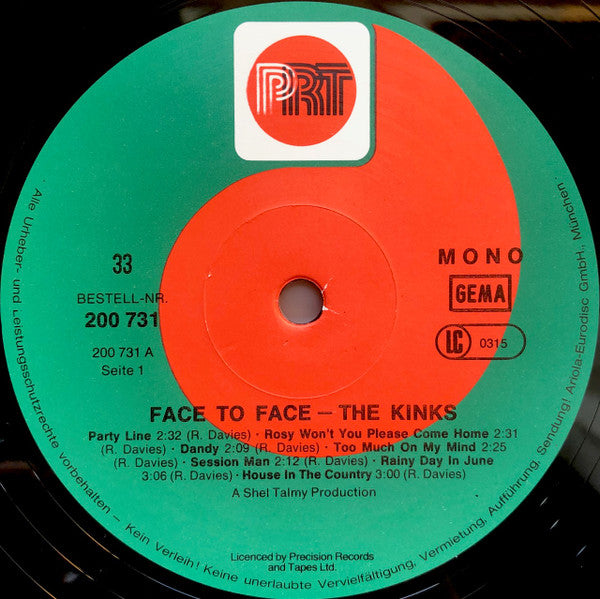 PRT
33
BESTELL-NR.
200 731
200 731 A
Seite 1
MONO
GEMA
LC 0315
FACE TO FACE – THE KINKS
Party Line 2:32 (R. Davies) · Rosy Won't You Please Come Home 2:31
(R. Davies) · Dandy 2:09 (R. Davies) · Too Much On My Mind 2:25
(R. Davies) · Session Man 2:12 (R. Davies) · Rainy Day In June
3:06 (R. Davies) · House In The Country 3:00 (R. Davies)
A Shel Talmy Production
Licenced by Precision Records
and Tapes Ltd.
Alle Urheber- und Leistungsschutzrechte vorbehalten – Kein Verleih! Keine unerlaubte Vervielfältigung, Vermietung, Aufführung, Sendung! Ariola-Eurodisc GmbH., München.